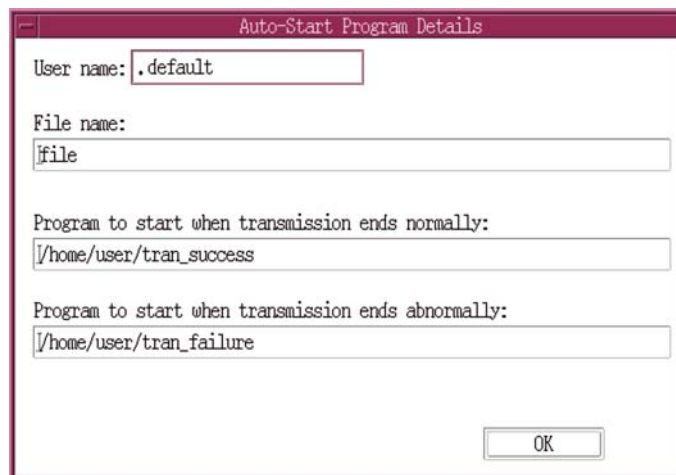 Auto-Start Program Details
User name: .default
File name:
file
Program to start when transmission ends normally:
/home/user/tran_success
Program to start when transmission ends abnormally:
/home/user/tran_failure
OK